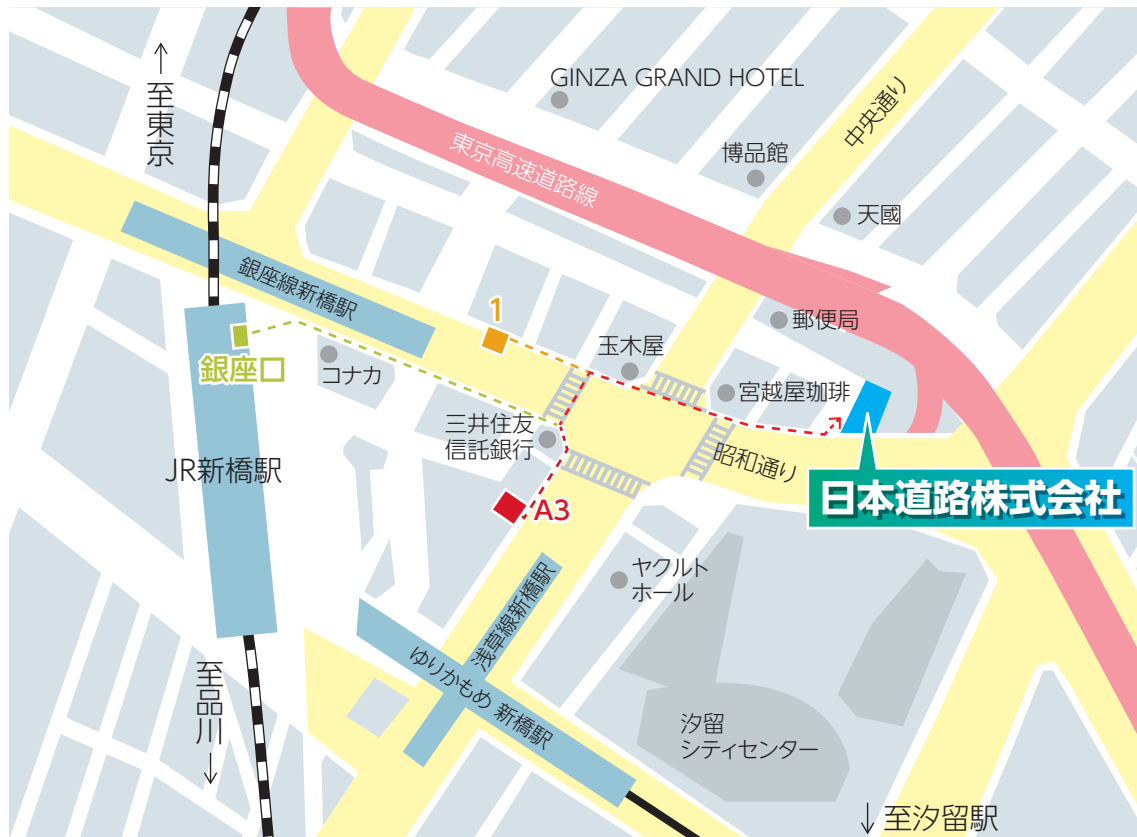 GINZA GRAND HOTEL
↑
至東京
中央通り
博品館
東京高速道路線
天國
銀座線新橋駅
1
郵便局
玉木屋
銀座口
コナカ
宮越屋珈琲
三井住友
信託銀行
昭和通り
JR新橋駅
日本道路株式会社
A3
ヤクルト
ホール
浅草線新橋駅
ゆりかもめ 新橋駅
至品川
↓
汐留
シティセンター
↓至汐留駅